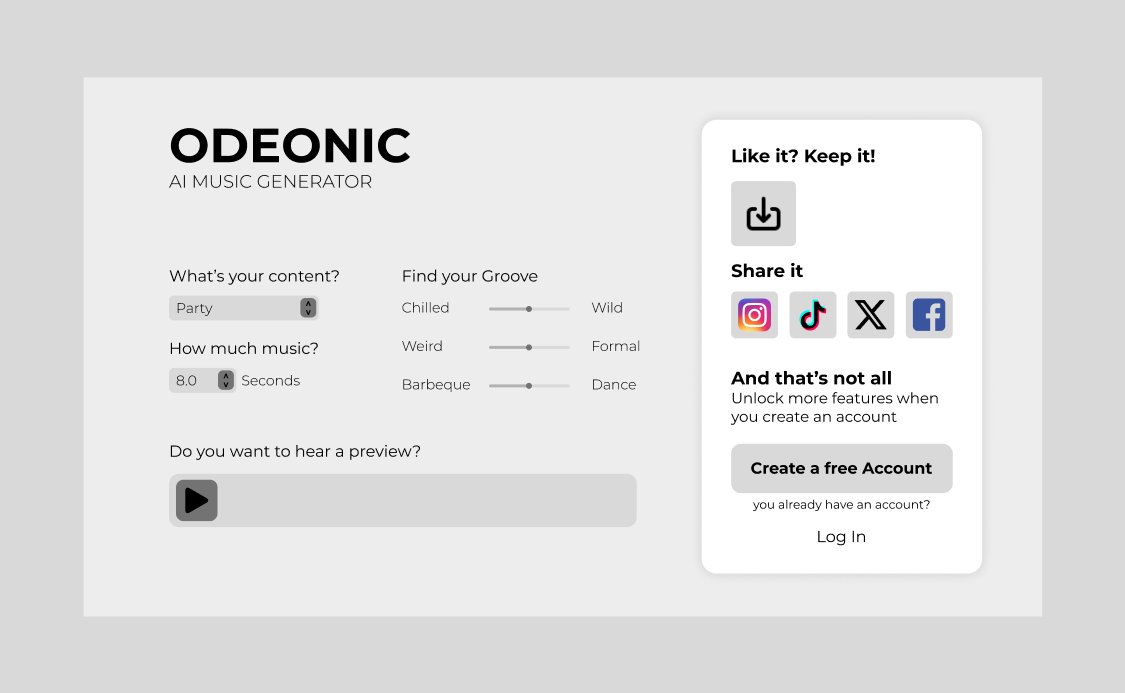 ODEONIC
AI MUSIC GENERATOR
What's your content?
Party
How much music?
8.0 Seconds
Find your Groove
Chilled Wild
Weird Formal
Barbeque Dance
Do you want to hear a preview?
Like it? Keep it!
Share it
And that's not all
Unlock more features when
you create an account
Create a free Account
you already have an account?
Log In